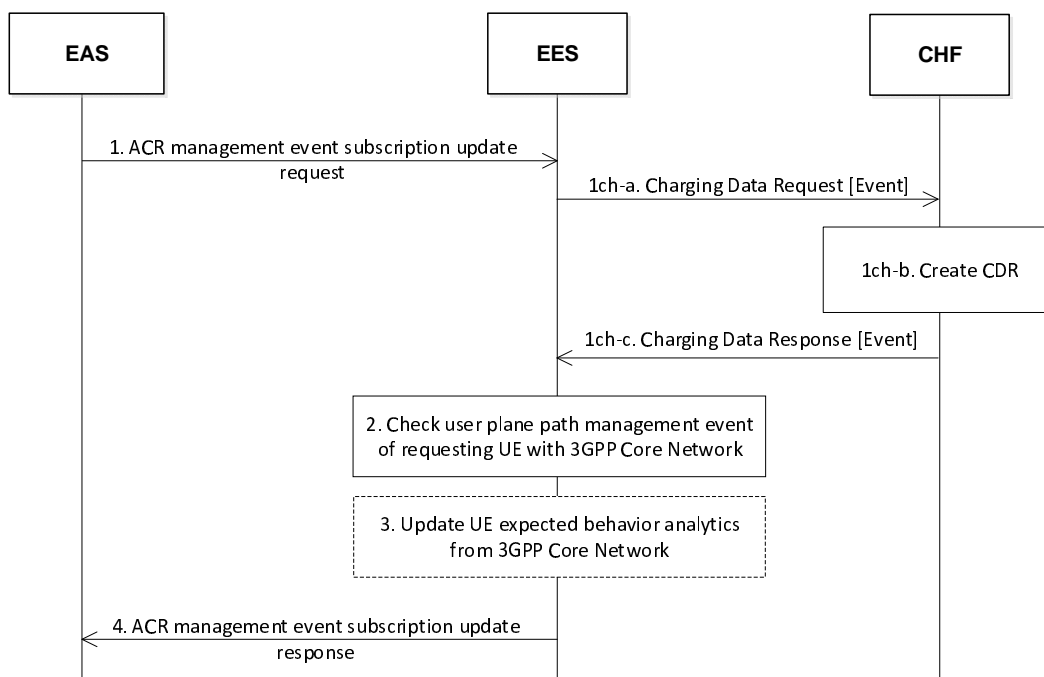 EAS
EES
CHF
1. ACR management event subscription update
request
1ch-a. Charging Data Request [Event]
1ch-b. Create CDR
1ch-c. Charging Data Response [Event]
2. Check user plane path management event
of requesting UE with 3GPP Core Network
3. Update UE expected behavior analytics
from 3GPP Core Network
4. ACR management event subscription update
response